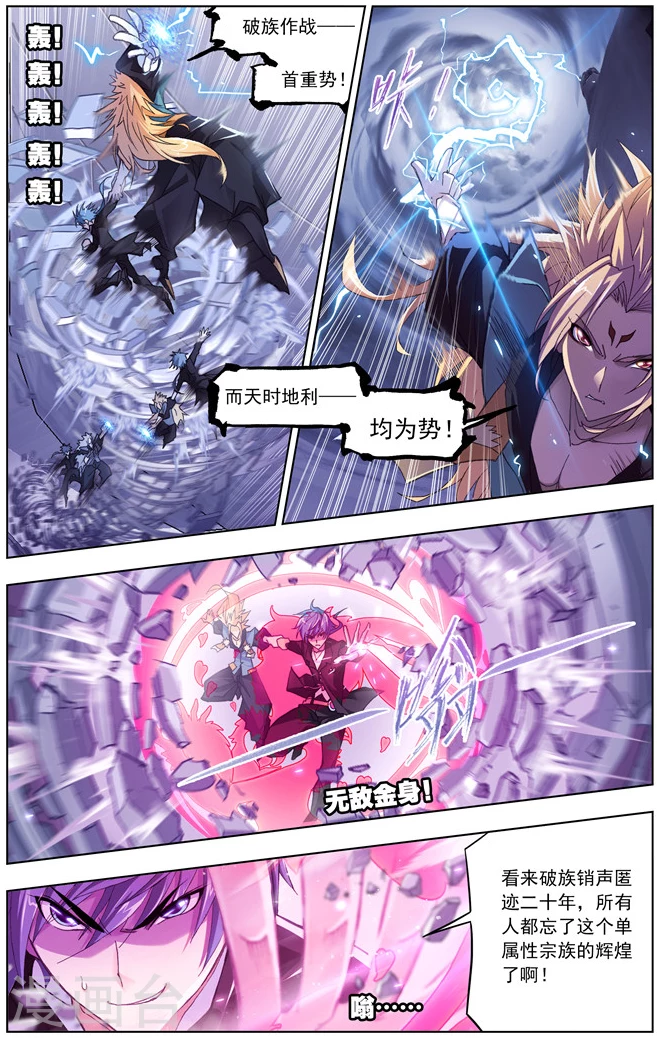 轰！
轰！
轰！
轰！
轰！
破族作战——
首重势！
咔！
而天时地利——
均为势！
嗡
无敌金身！
看来破族销声匿
迹二十年，所有
人都忘了这个单
属性宗族的辉煌
了啊！
嗡……
漫画台